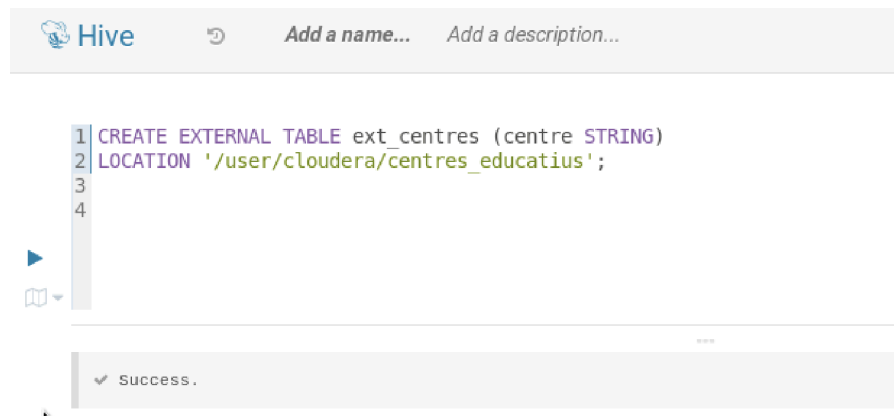 Hive Add a name... Add a description...
1 CREATE EXTERNAL TABLE ext_centres (centre STRING)
2 LOCATION '/user/cloudera/centres_educatius';
3
4
Success.